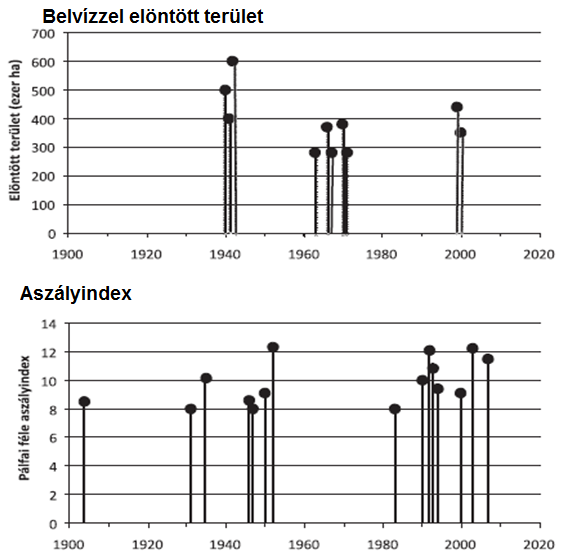 Belvízzel elöntött terület
700
600
500
400
300
200
100
0
Elöntött terület (ezer ha)
1900 1920 1940 1960 1980 2000 2020
Aszályindex
14
12
10
8
6
4
2
0
Pálfai féle aszályindex
1900 1920 1940 1960 1980 2000 2020